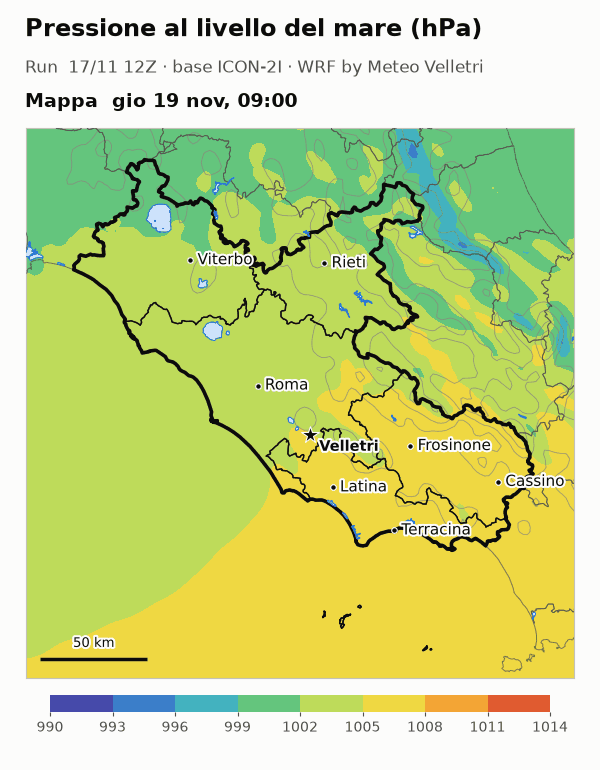 Pressione al livello del mare (hPa)
Run 17/11 12Z · base ICON-2I · WRF by Meteo Velletri
Mappa gio 19 nov, 09:00
Viterbo
Rieti
Roma
Velletri
Frosinone
Latina
Cassino
Terracina
50 km
990 993 996 999 1002 1005 1008 1011 1014